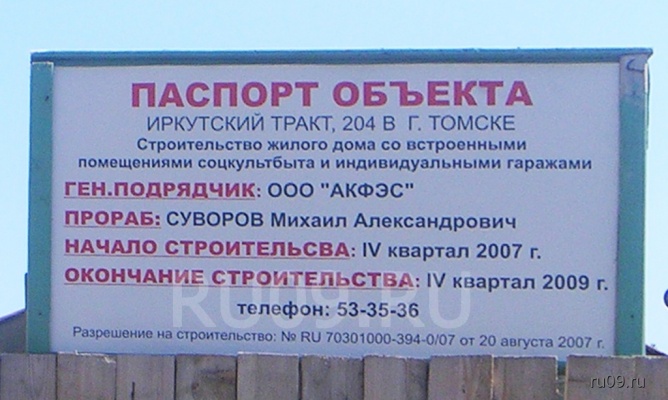 ПАСПОРТ ОБЪЕКТА
ИРКУТСКИЙ ТРАКТ, 204 В Г. ТОМСКЕ
Строительство жилого дома со встроенными
помещениями соцкультбыта и индивидуальными гаражами
ГЕН.ПОДРЯДЧИК: ООО "АКФЭС"
ПРОРАБ: СУВОРОВ Михаил Александрович
НАЧАЛО СТРОИТЕЛЬСВА: IV квартал 2007 г.
ОКОНЧАНИЕ СТРОИТЕЛЬСТВА: IV квартал 2009 г.
RU09.RU
телефон: 53-35-36
Разрешение на строительство: № RU 70301000-394-0/07 от 20 августа 2007 г.
ru09.ru